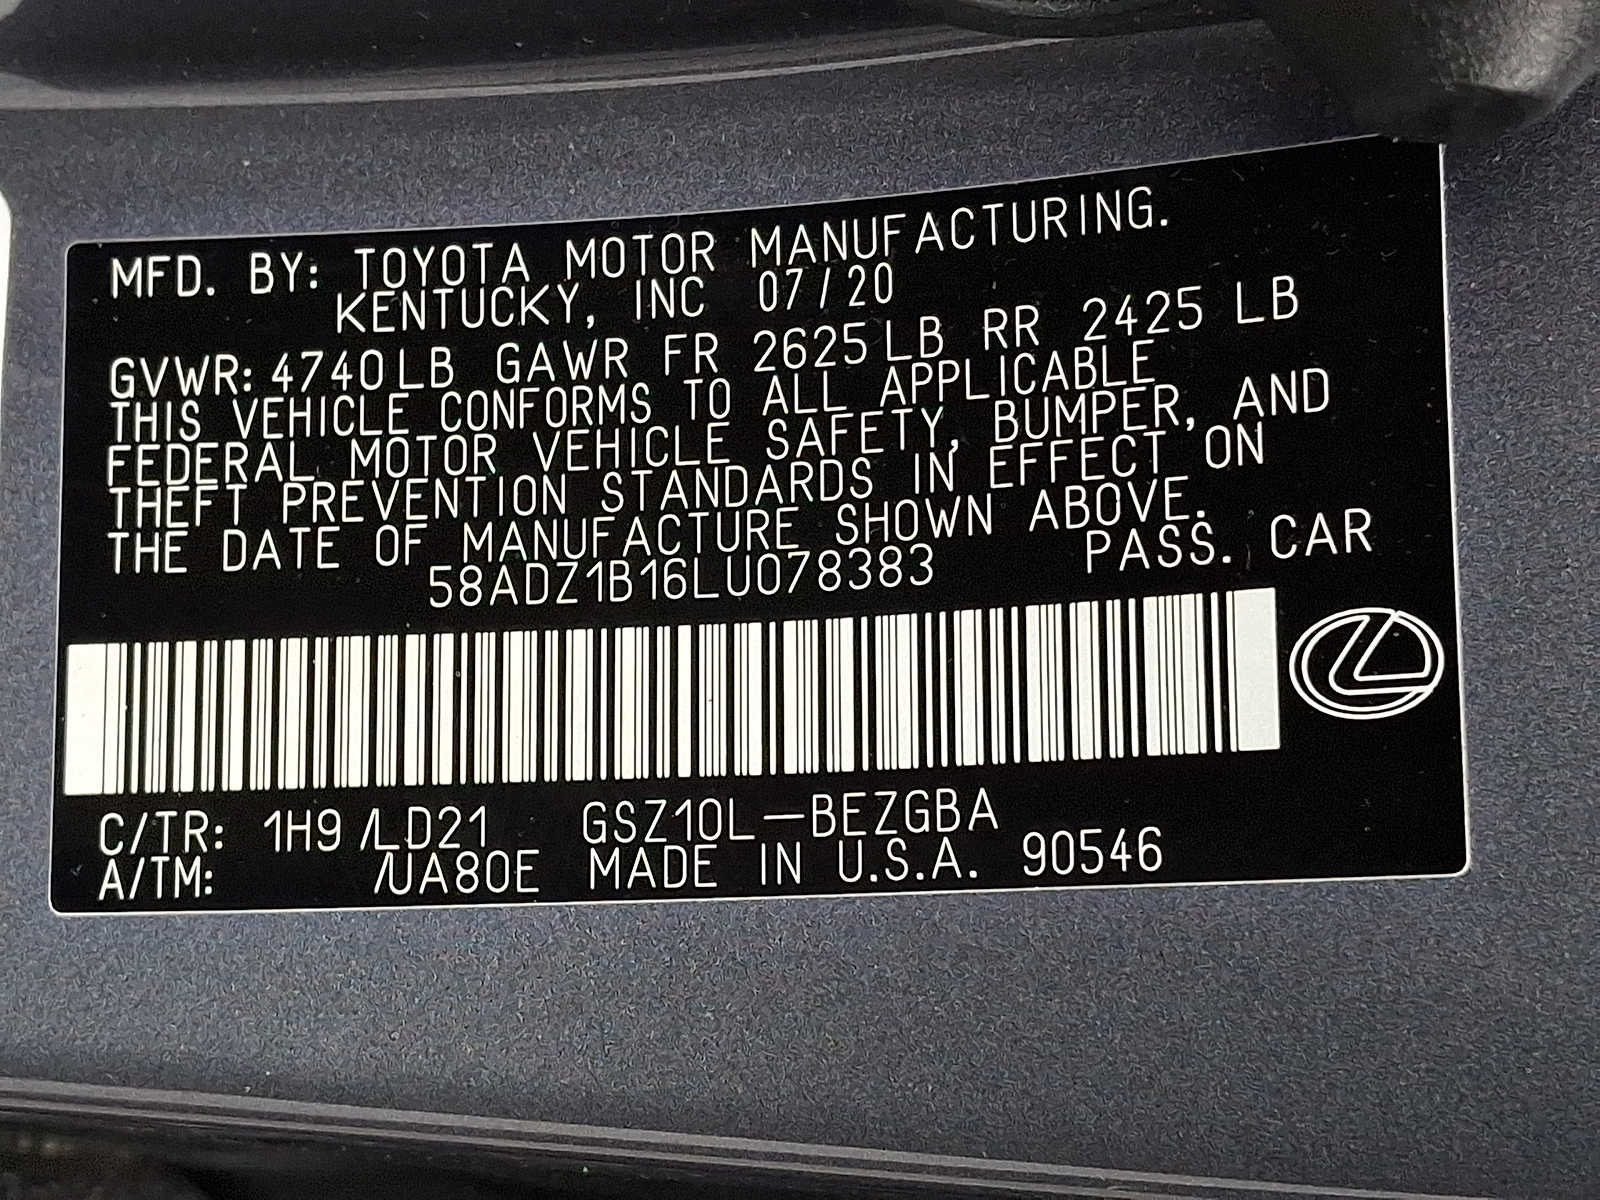 MFD. BY: TOYOTA MOTOR MANUFACTURING.
KENTUCKY, INC 07/20
GVWR: 4740LB GAWR FR 2625LB RR 2425 LB
THIS VEHICLE CONFORMS TO ALL APPLICABLE
FEDERAL MOTOR VEHICLE SAFETY, BUMPER, AND
THEFT PREVENTION STANDARDS IN EFFECT ON
THE DATE OF MANUFACTURE SHOWN ABOVE.
58ADZ1B16LU078383 PASS. CAR
C/TR: 1H9 /LD21 GSZ10L-BEZGBA
A/TM: /UA80E MADE IN U.S.A. 90546